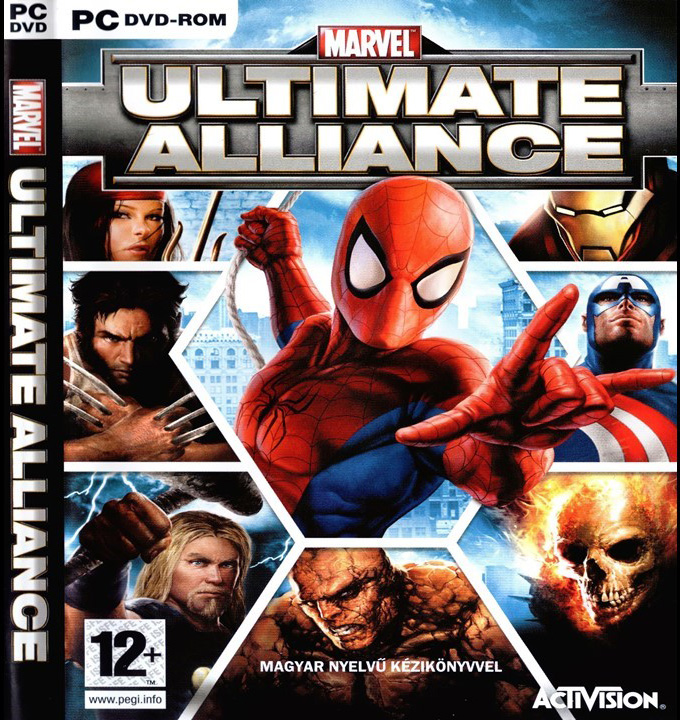 PC
DVD
MARVEL
ULTIMATE ALLIANCE
PC DVD-ROM
MARVEL
ULTIMATE
ALLIANCE
12+
™
www.pegi.info
MAGYAR NYELVŰ KÉZIKÖNYVVEL
ACTIVISION®